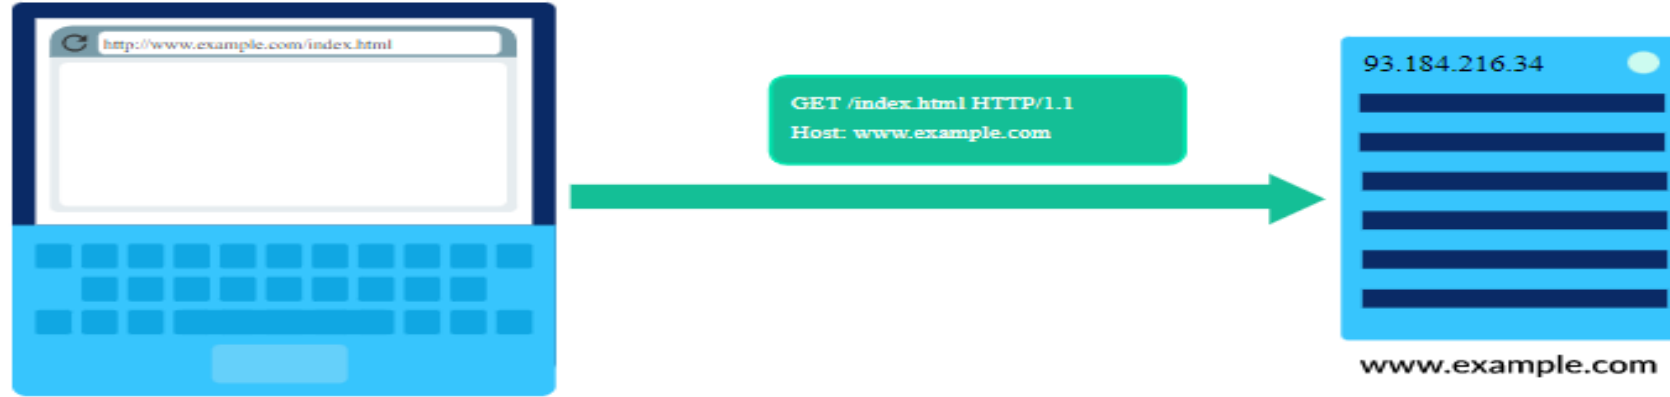 http://www.example.com/index.html
GET /index.html HTTP/1.1
Host: www.example.com
93.184.216.34
www.example.com